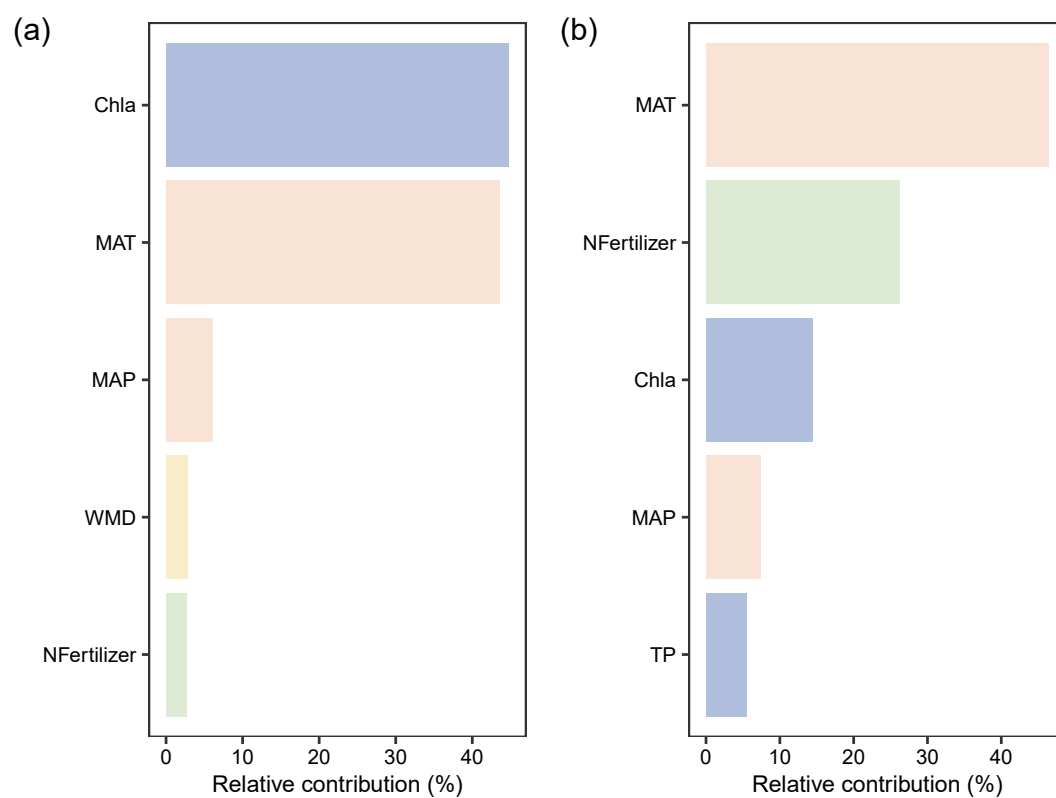 (a)
Chla
MAT
MAP
WMD
NFertilizer
0 10 20 30 40
Relative contribution (%)
(b)
MAT
NFertilizer
Chla
MAP
TP
0 10 20 30 40
Relative contribution (%)